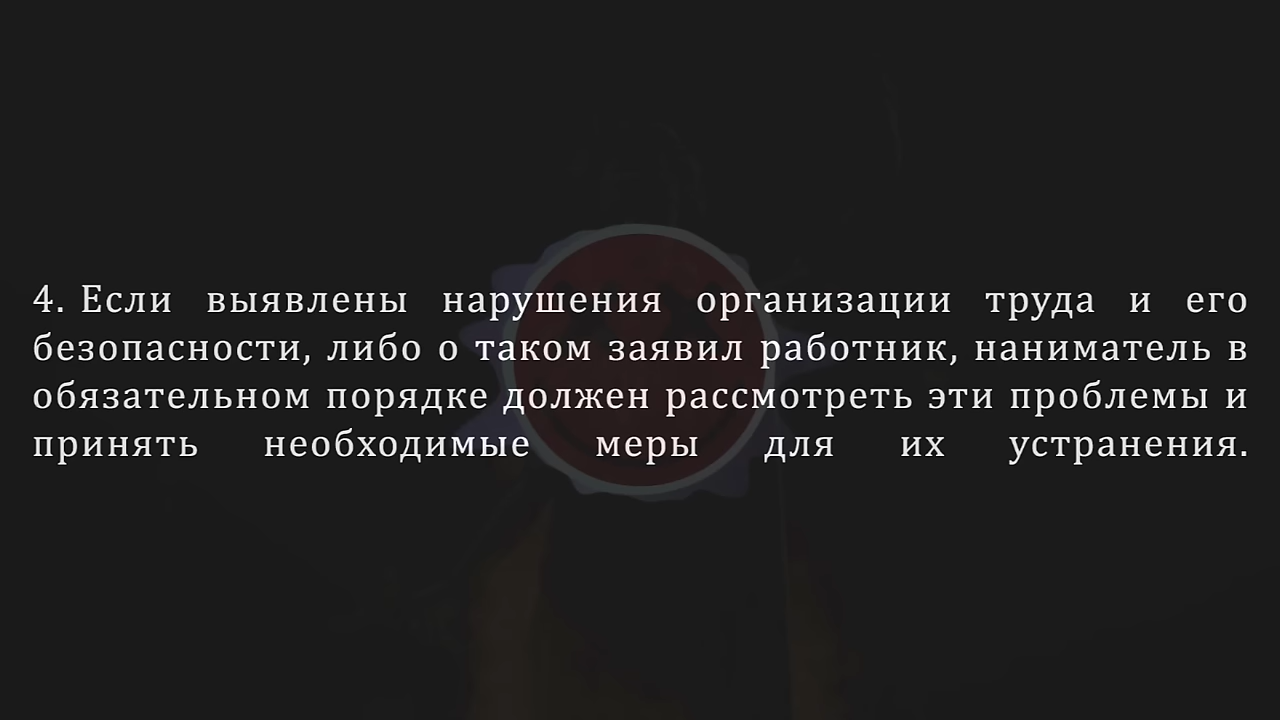 4. Если выявлены нарушения организации труда и его
безопасности, либо о таком заявил работник, наниматель в
обязательном порядке должен рассмотреть эти проблемы и
принять необходимые меры для их устранения.